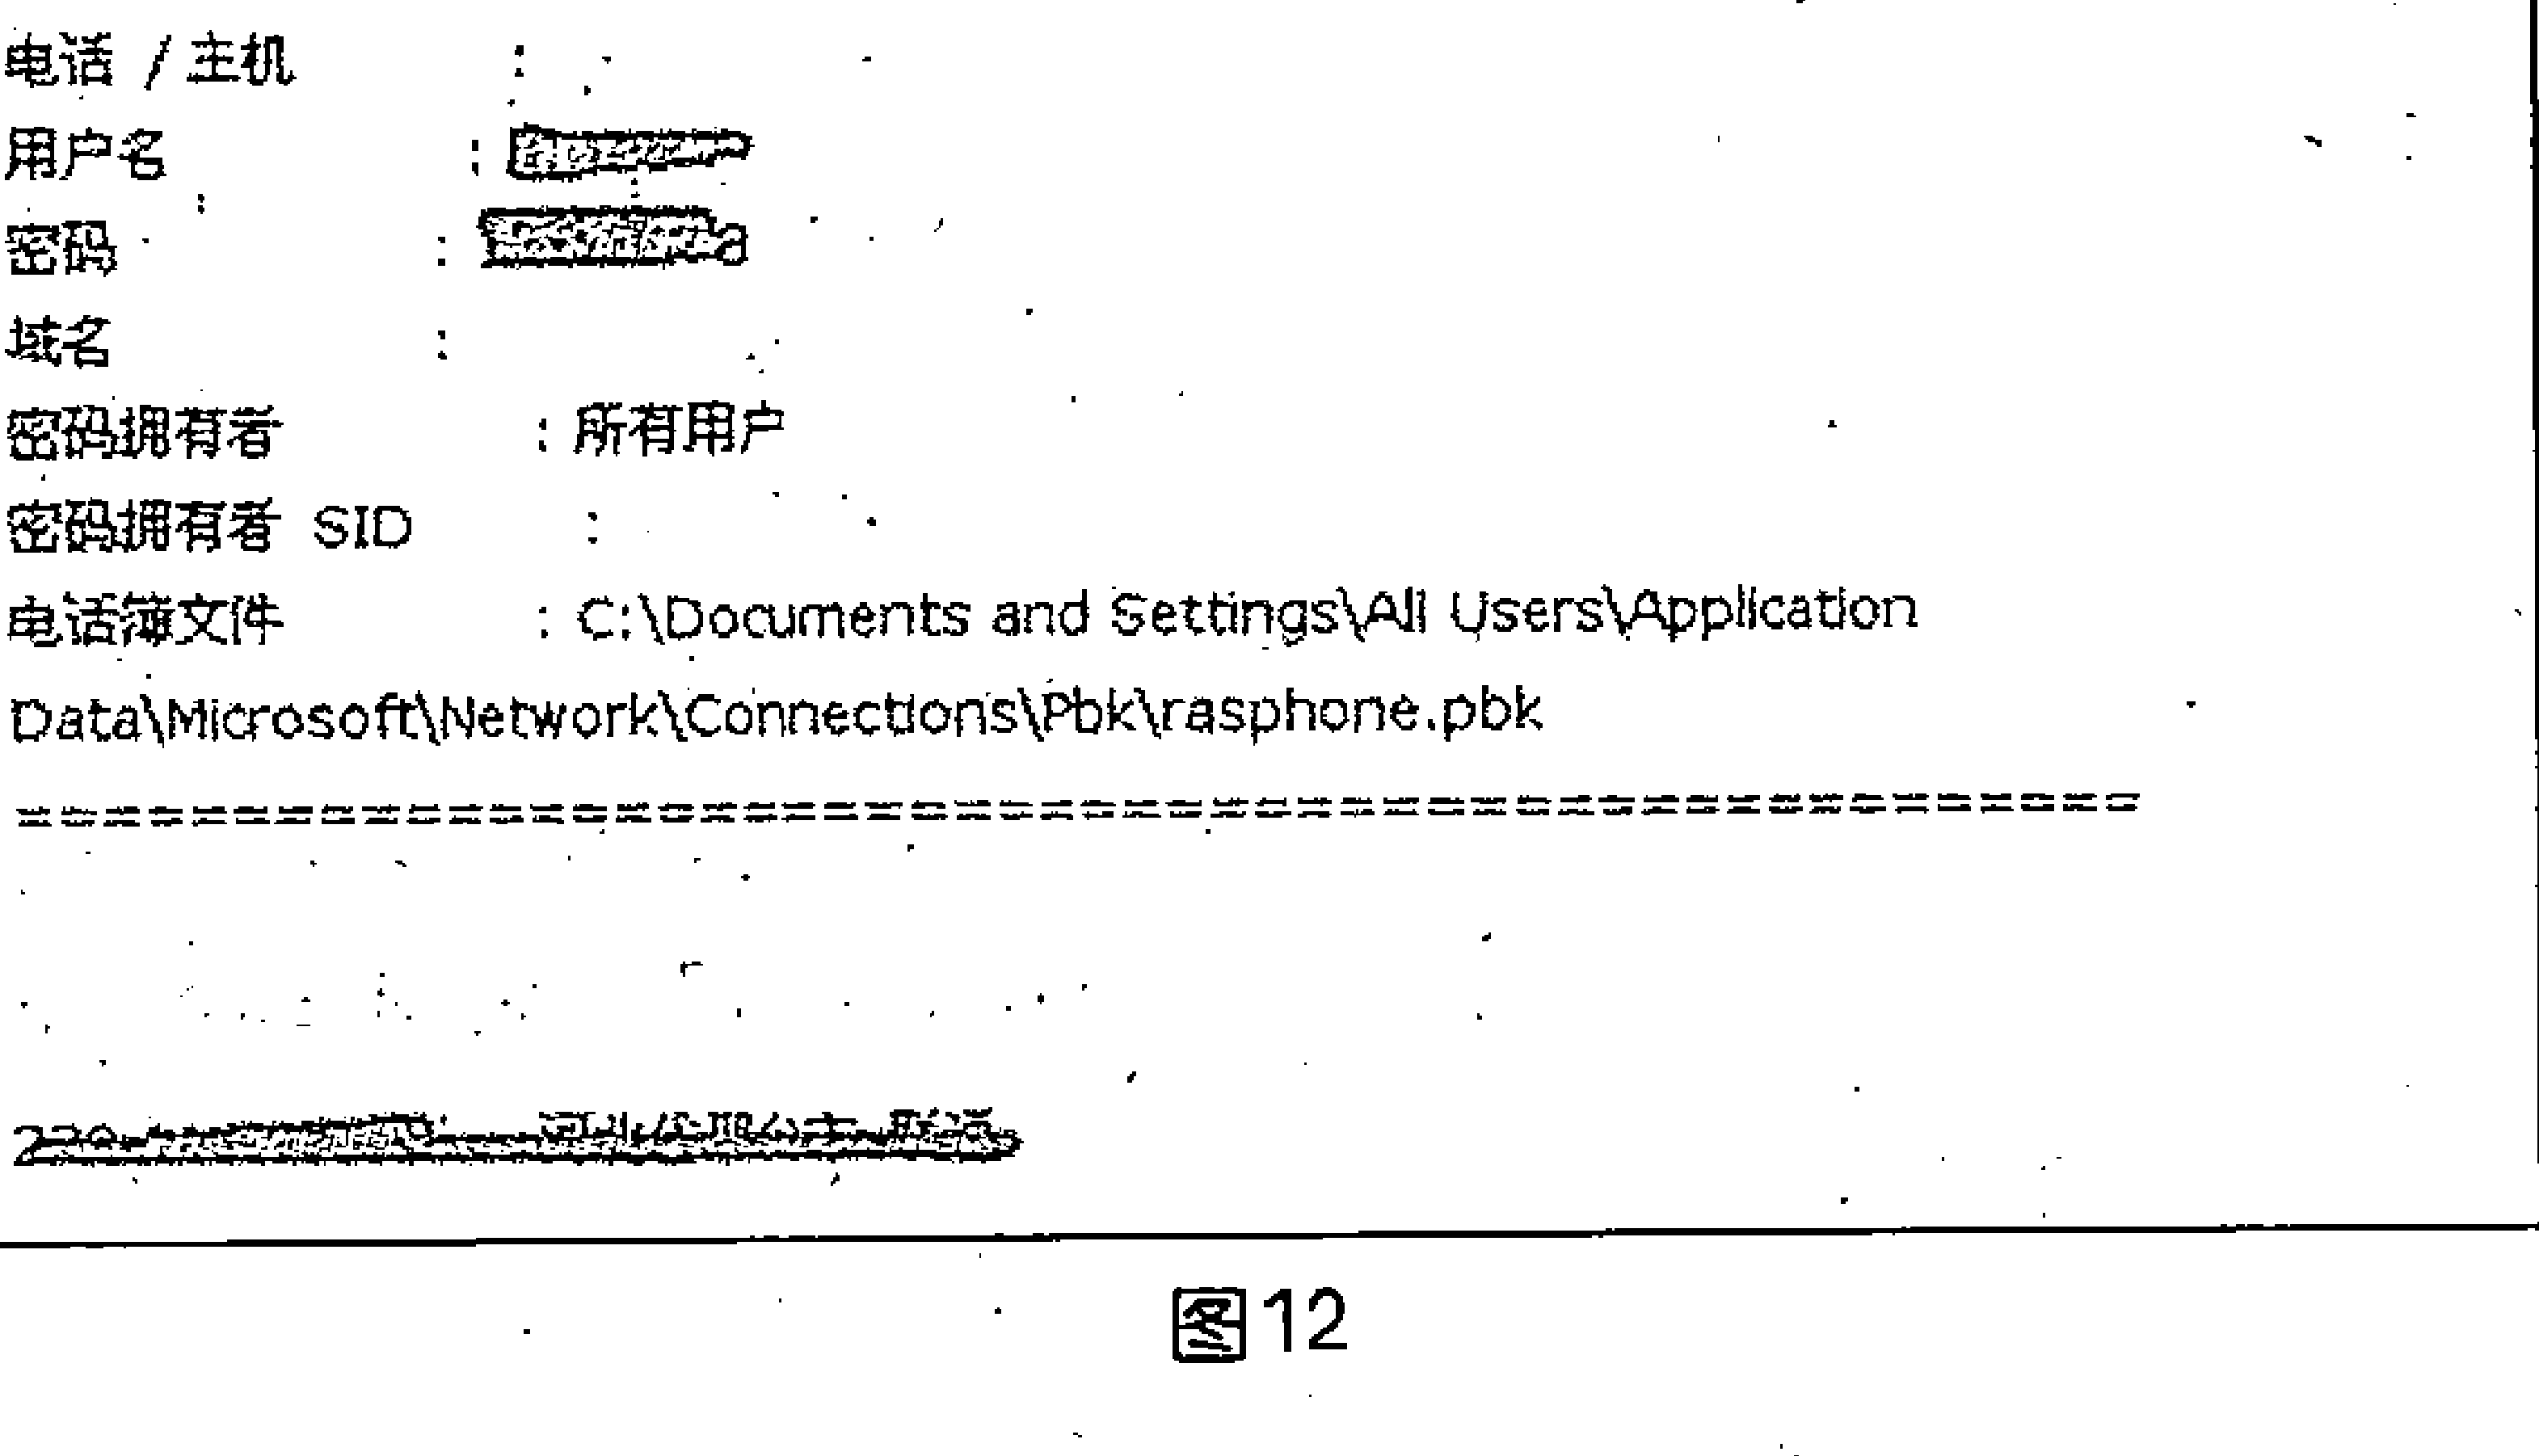 电话 / 主机 :
用户名 :
密码 :
域名 :
密码拥有者 : 所有用户
密码拥有者 SID :
电话簿文件 : C:\Documents and Settings\All Users\Application
Data\Microsoft\Network\Connections\Pbk\rasphone.pbk
==================================================
图12